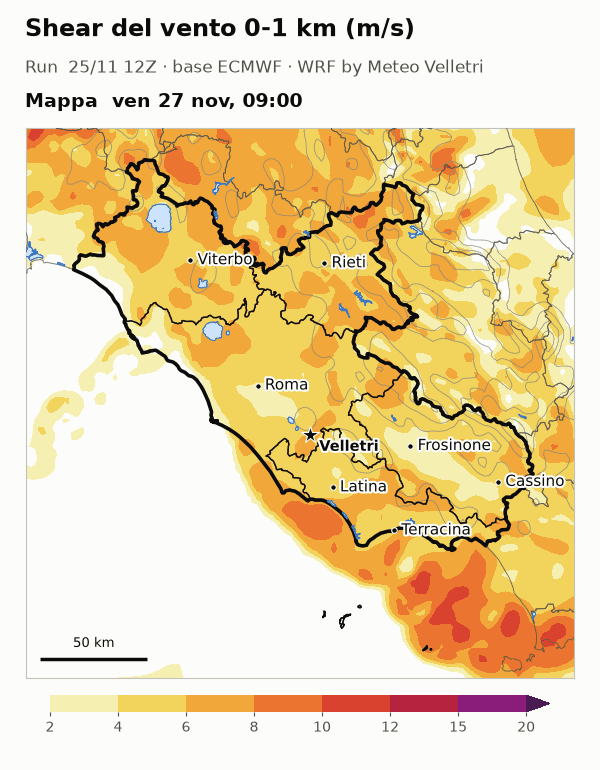 Shear del vento 0-1 km (m/s)
Run 25/11 12Z · base ECMWF · WRF by Meteo Velletri
Mappa ven 27 nov, 09:00
Viterbo
Rieti
Roma
Velletri
Frosinone
Latina
Cassino
Terracina
50 km
2 4 6 8 10 12 15 20